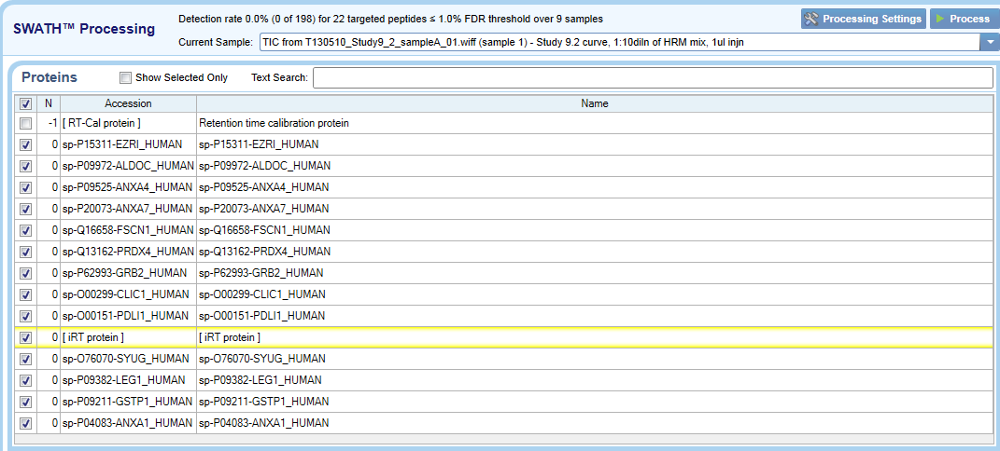 SWATH™ Processing
Detection rate 0.0% (0 of 198) for 22 targeted peptides ≤ 1.0% FDR threshold over 9 samples
Processing Settings
Process
Current Sample: TIC from T130510_Study9_2_sampleA_01.wiff (sample 1) - Study 9.2 curve, 1:10diln of HRM mix, 1ul injn
Proteins
Show Selected Only
Text Search:
N Accession Name
-1 [ RT-Cal protein ] Retention time calibration protein
0 sp-P15311-EZRI_HUMAN sp-P15311-EZRI_HUMAN
0 sp-P09972-ALDOC_HUMAN sp-P09972-ALDOC_HUMAN
0 sp-P09525-ANXA4_HUMAN sp-P09525-ANXA4_HUMAN
0 sp-P20073-ANXA7_HUMAN sp-P20073-ANXA7_HUMAN
0 sp-Q16658-FSCN1_HUMAN sp-Q16658-FSCN1_HUMAN
0 sp-Q13162-PRDX4_HUMAN sp-Q13162-PRDX4_HUMAN
0 sp-P62993-GRB2_HUMAN sp-P62993-GRB2_HUMAN
0 sp-O00299-CLIC1_HUMAN sp-O00299-CLIC1_HUMAN
0 sp-O00151-PDLI1_HUMAN sp-O00151-PDLI1_HUMAN
0 [ iRT protein ] [ iRT protein ]
0 sp-O76070-SYUG_HUMAN sp-O76070-SYUG_HUMAN
0 sp-P09382-LEG1_HUMAN sp-P09382-LEG1_HUMAN
0 sp-P09211-GSTP1_HUMAN sp-P09211-GSTP1_HUMAN
0 sp-P04083-ANXA1_HUMAN sp-P04083-ANXA1_HUMAN